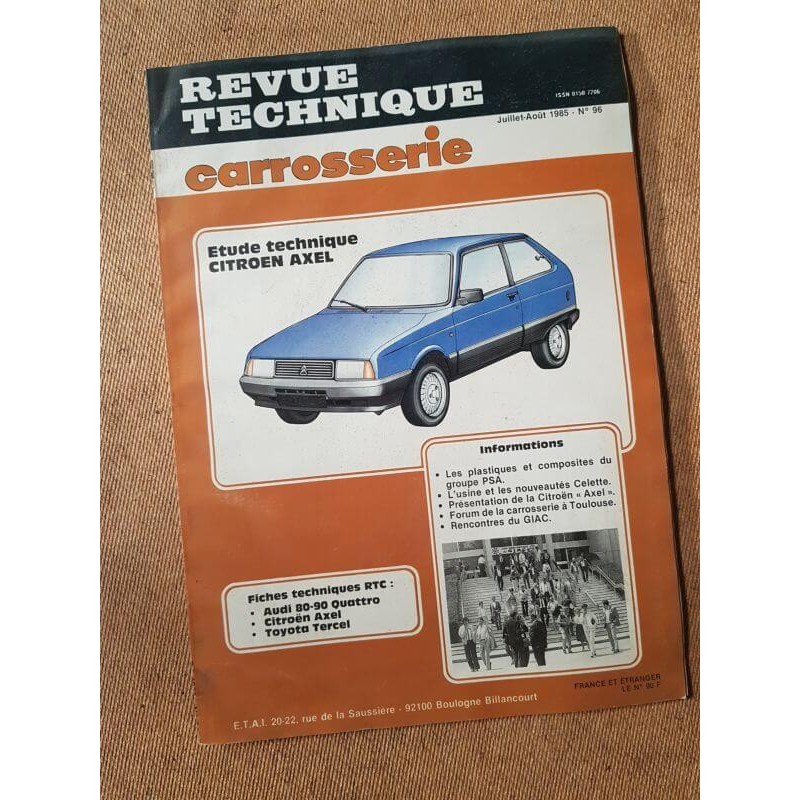 REVUE
TECHNIQUE
ISSN 0150 7206
Juillet-Août 1985 - N° 96
carrosserie
Etude technique
CITROEN AXEL
Informations
• Les plastiques et composites du
groupe PSA.
• L'usine et les nouveautés Celette.
• Présentation de la Citroën « Axel ».
• Forum de la carrosserie à Toulouse.
• Rencontres du GIAC.
Fiches techniques RTC :
• Audi 80-90 Quattro
• Citroën Axel
• Toyota Tercel
FRANCE ET ÉTRANGER
LE N° 90 F
E.T.A.I. 20-22, rue de la Saussière - 92100 Boulogne Billancourt